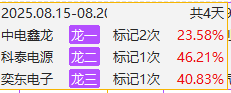 2025.08.15-08.20 共4天
中电鑫龙 龙一 标记2次 23.58%
科泰电源 龙二 标记1次 46.21%
奕东电子 龙三 标记1次 40.83%